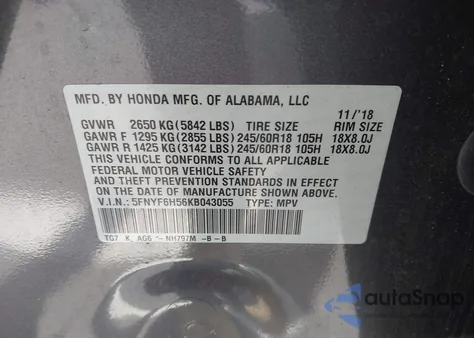 MFD. BY HONDA MFG. OF ALABAMA, LLC
11/'18
GVWR 2650 KG(5842 LBS) TIRE SIZE RIM SIZE
GAWR F 1295 KG(2855 LBS) 245/60R18 105H 18X8.0J
GAWR R 1425 KG(3142 LBS) 245/60R18 105H 18X8.0J
THIS VEHICLE CONFORMS TO ALL APPLICABLE
FEDERAL MOTOR VEHICLE SAFETY
AND THEFT PREVENTION STANDARDS IN EFFECT
ON THE DATE OF MANUFACTURE SHOWN ABOVE.
V.I.N.: 5FNYF6H56KB043055 TYPE: MPV
TG7 K AG6 NH797M -B - B
autoSnap